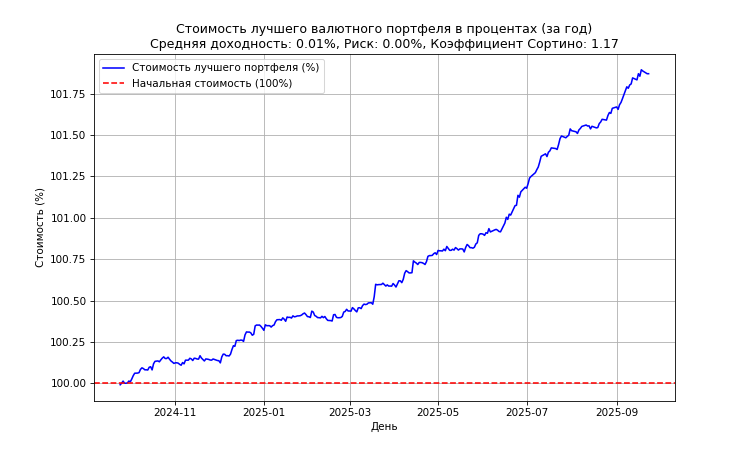 Стоимость лучшего валютного портфеля в процентах (за год)
Средняя доходность: 0.01%, Риск: 0.00%, Коэффициент Сортино: 1.17
Стоимость лучшего портфеля (%)
Начальная стоимость (100%)
Стоимость (%)
101.75
101.50
101.25
101.00
100.75
100.50
100.25
100.00
2024-11
2025-01
2025-03
2025-05
2025-07
2025-09
День